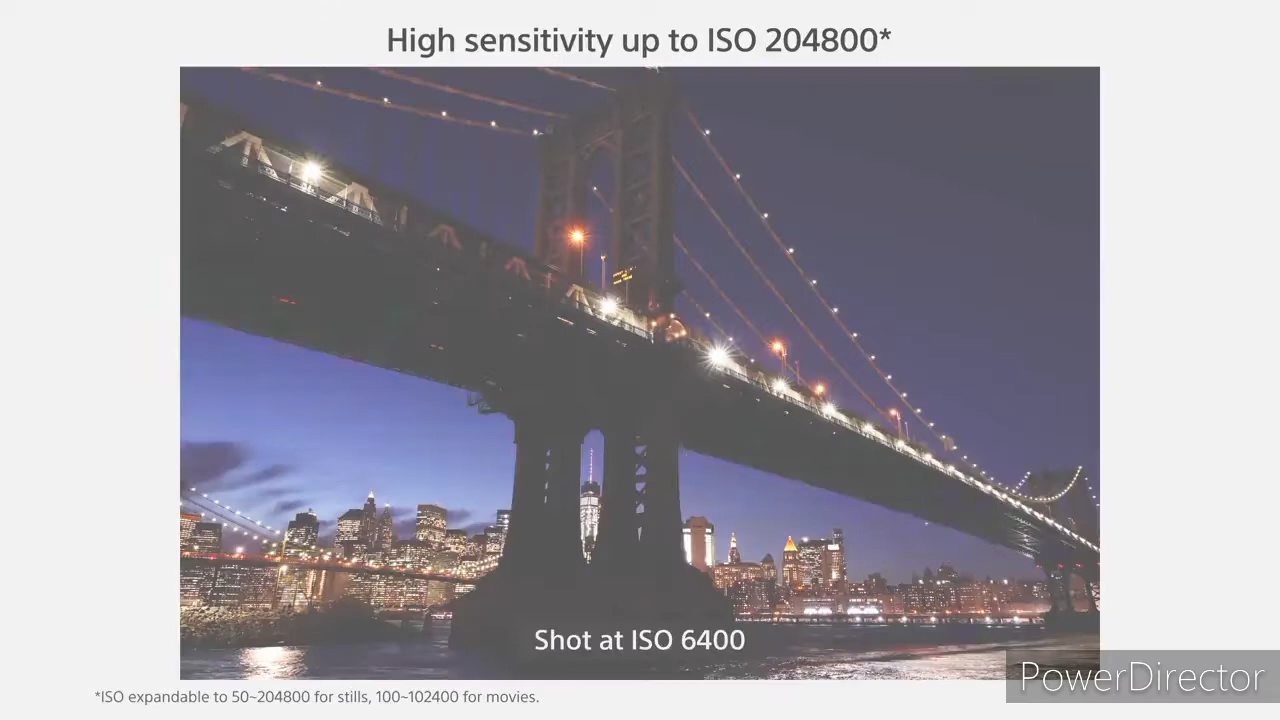 High sensitivity up to ISO 204800*
Shot at ISO 6400
PowerDirector
*ISO expandable to 50~204800 for stills, 100~102400 for movies.